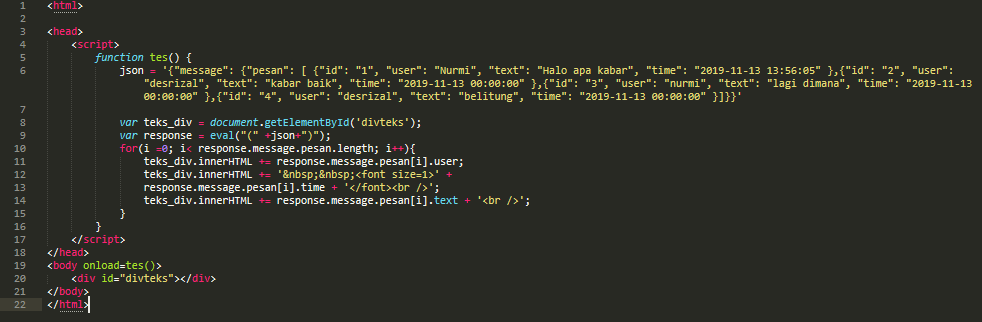 1 <html>
2
3 <head>
4 <script>
5 function tes() {
6 json = '{"message": {"pesan": [ {"id": "1", "user": "Nurmi", "text": "Halo apa kabar", "time": "2019-11-13 13:56:05" },{"id": "2", "user":
"desrizal", "text": "kabar baik", "time": "2019-11-13 00:00:00" },{"id": "3", "user": "nurmi", "text": "lagi dimana", "time": "2019-11-13
00:00:00" },{"id": "4", "user": "desrizal", "text": "belitung", "time": "2019-11-13 00:00:00" }]}}'
7
8 var teks_div = document.getElementById('divteks');
9 var response = eval("(" +json+")");
10 for(i =0; i< response.message.pesan.length; i++){
11 teks_div.innerHTML += response.message.pesan[i].user;
12 teks_div.innerHTML += '&nbsp;&nbsp;<font size=1>' +
13 response.message.pesan[i].time + '</font><br />';
14 teks_div.innerHTML += response.message.pesan[i].text + '<br />';
15 }
16 }
17 </script>
18 </head>
19 <body onload=tes()>
20 <div id="divteks"></div>
21 </body>
22 </html>